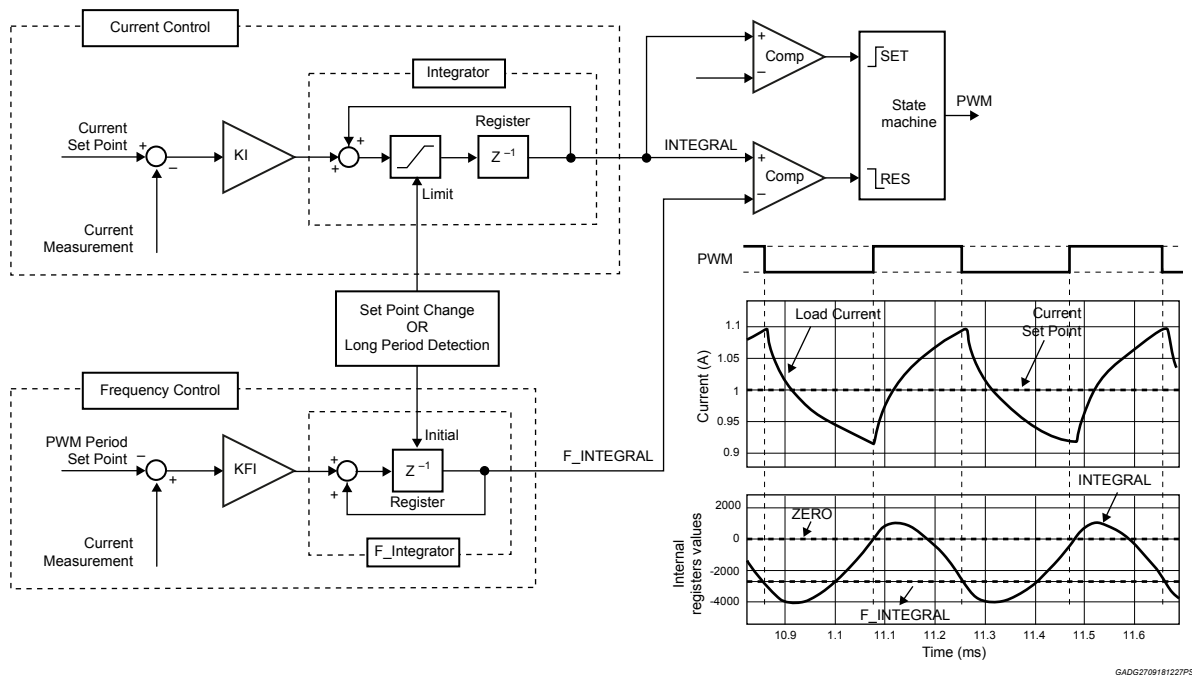 Current Control
Integrator
Current
Set Point
+
−
KI
+
+
Limit
Register
Z⁻¹
Current
Measurement
INTEGRAL
+
−
Comp
+
−
Comp
SET
State
machine
RES
PWM
Set Point Change
OR
Long Period Detection
Frequency Control
PWM Period
Set Point
−
+
KFI
+
+
Initial
Z⁻¹
Register
F_Integrator
Current
Measurement
F_INTEGRAL
PWM
Load Current
Current
Set Point
Current (A)
1.1
1.05
1
0.95
0.9
INTEGRAL
ZERO
F_INTEGRAL
Internal
registers values
2000
0
-2000
-4000
10.9
1.1
11.1
11.2
11.3
11.4
11.5
11.6
Time (ms)
GADG2709181227PS